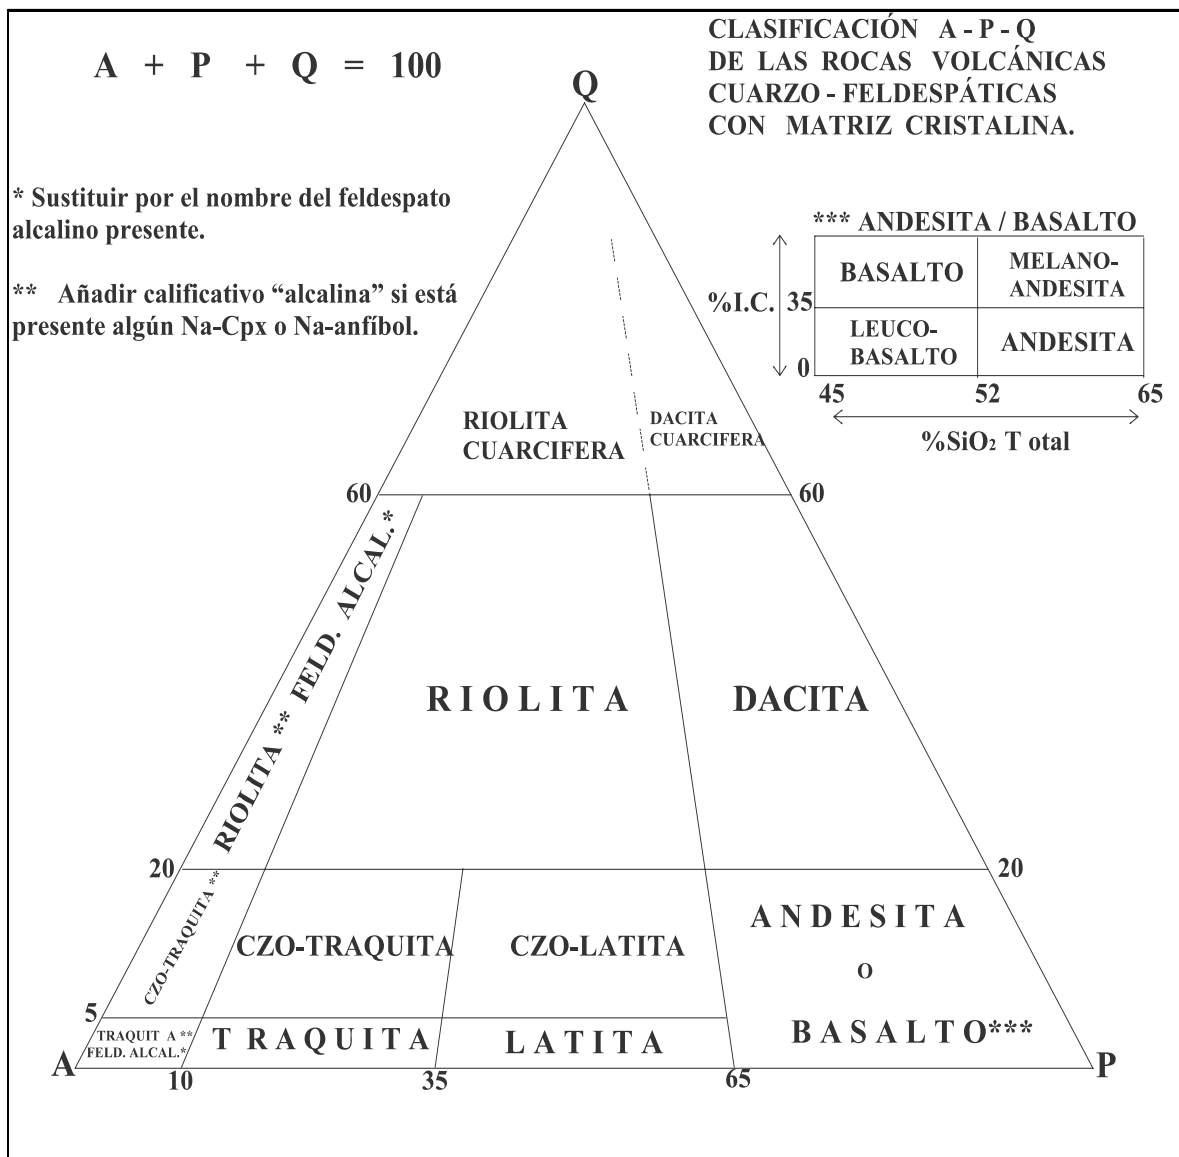 A + P + Q = 100
CLASIFICACIÓN A - P - Q
DE LAS ROCAS VOLCÁNICAS
CUARZO - FELDESPÁTICAS
CON MATRIZ CRISTALINA.
Q
* Sustituir por el nombre del feldespato
alcalino presente.
** Añadir calificativo “alcalina” si está
presente algún Na-Cpx o Na-anfíbol.
*** ANDESITA / BASALTO
BASALTO
MELANO-
ANDESITA
%I.C.
35
LEUCO-
BASALTO
ANDESITA
0
45 52 65
%SiO2 T otal
RIOLITA
CUARCIFERA
DACITA
CUARCIFERA
60 60
RIOLITA ** FELD. ALCAL.*
R I O L I T A
DACITA
20 20
CZO-TRAQUITA **
CZO-TRAQUITA
CZO-LATITA
A N D E S I T A
O
B A S A L T O***
5
TRAQUIT A **
FELD. ALCAL.*
T RAQUITA
L A T I T A
A P
10 35 65